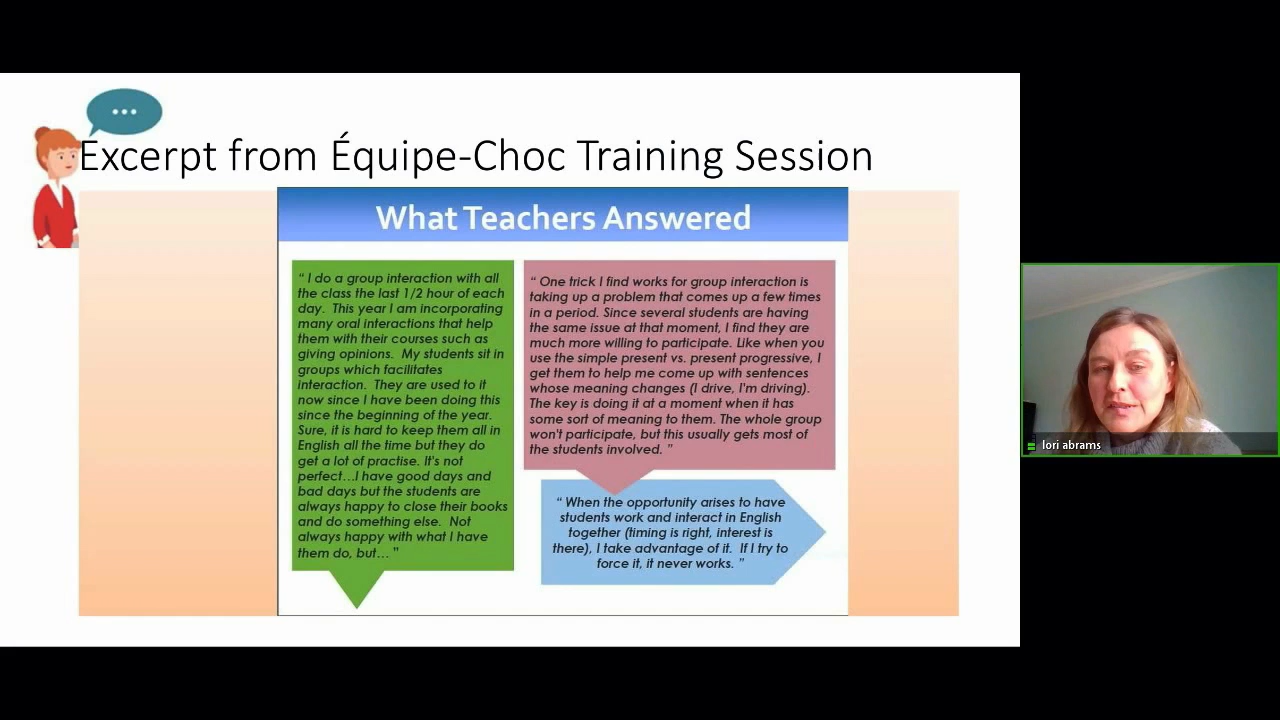 Excerpt from Équipe-Choc Training Session
What Teachers Answered
“ I do a group interaction with all
the class the last 1/2 hour of each
day.  This year I am incorporating
many oral interactions that help
them with their courses such as
giving opinions.  My students sit in
groups which facilitates
interaction.  They are used to it
now since I have been doing this
since the beginning of the year.
Sure, it is hard to keep them all in
English all the time but they do
get a lot of practise. It's not
perfect…I have good days and
bad days but the students are
always happy to close their books
and do something else.  Not
always happy with what I have
them do, but… ”
“ One trick I find works for group interaction is
taking up a problem that comes up a few times
in a period. Since several students are having
the same issue at that moment, I find they are
much more willing to participate. Like when you
use the simple present vs. present progressive, I
get them to help me come up with sentences
whose meaning changes (I drive, I'm driving).
The key is doing it at a moment when it has
some sort of meaning to them. The whole group
won't participate, but this usually gets most of
the students involved. ”
“ When the opportunity arises to have
students work and interact in English
together (timing is right, interest is
there), I take advantage of it.  If I try to
force it, it never works. ”
lori abrams